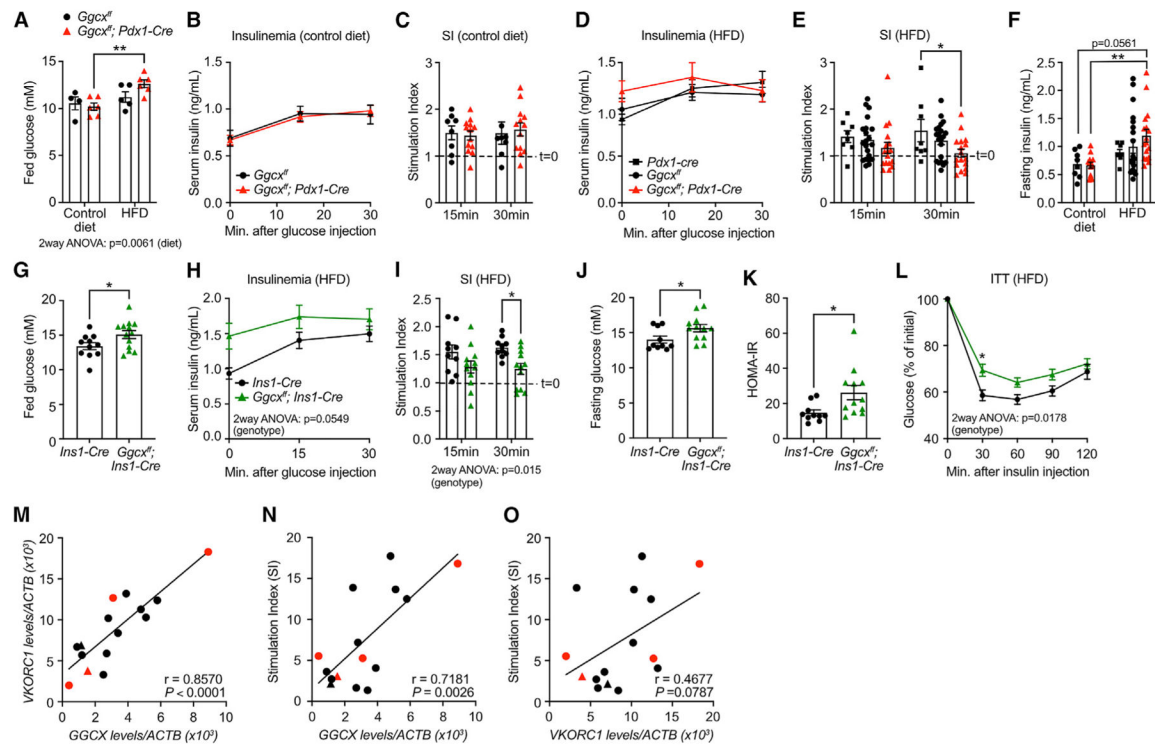 A
Ggcx^ff
Ggcx^ff; Pdx1-Cre
**
Fed glucose (mM)
20
15
10
5
0
Control diet
HFD
2way ANOVA: p=0.0061 (diet)
B
Insulinemia (control diet)
Serum insulin (ng/mL)
2.0
1.5
1.0
0.5
0.0
Ggcx^ff
Ggcx^ff; Pdx1-Cre
0 10 20 30
Min. after glucose injection
C
SI (control diet)
Stimulation Index
3
2
1
0
t=0
15min 30min
D
Insulinemia (HFD)
Serum insulin (ng/mL)
2.0
1.5
1.0
0.5
0.0
Pdx1-cre
Ggcx^ff
Ggcx^ff; Pdx1-Cre
0 10 20 30
Min. after glucose injection
E
SI (HFD)
*
Stimulation Index
3
2
1
0
t=0
15min 30min
F
p=0.0561
**
Fasting insulin (ng/mL)
2.5
2.0
1.5
1.0
0.5
0.0
Control diet
HFD
G
*
Fed glucose (mM)
25
20
15
10
5
0
Ins1-Cre
Ggcx^ff; Ins1-Cre
H
Insulinemia (HFD)
Serum insulin (ng/mL)
2.0
1.5
1.0
0.5
0.0
Ins1-Cre
Ggcx^ff; Ins1-Cre
2way ANOVA: p=0.0549
(genotype)
0 15 30
Min. after glucose injection
I
SI (HFD)
*
Stimulation Index
2.5
2.0
1.5
1.0
0.5
0.0
t=0
15min 30min
2way ANOVA: p=0.015
(genotype)
J
*
Fasting glucose (mM)
20
15
10
5
0
Ins1-Cre
Ggcx^ff; Ins1-Cre
K
*
HOMA-IR
80
60
40
20
0
Ins1-Cre
Ggcx^ff; Ins1-Cre
L
ITT (HFD)
Glucose (% of initial)
100
80
60
40
*
2way ANOVA: p=0.0178
(genotype)
0 30 60 90 120
Min. after insulin injection
M
VKORC1 levels/ACTB (x10³)
20
15
10
5
0
r = 0.8570
P < 0.0001
0 2 4 6 8 10
GGCX levels/ACTB (x10³)
N
Stimulation Index (SI)
20
15
10
5
0
r = 0.7181
P = 0.0026
0 2 4 6 8 10
GGCX levels/ACTB (x10³)
O
Stimulation Index (SI)
20
15
10
5
0
r = 0.4677
P =0.0787
0 5 10 15 20
VKORC1 levels/ACTB (x10³)